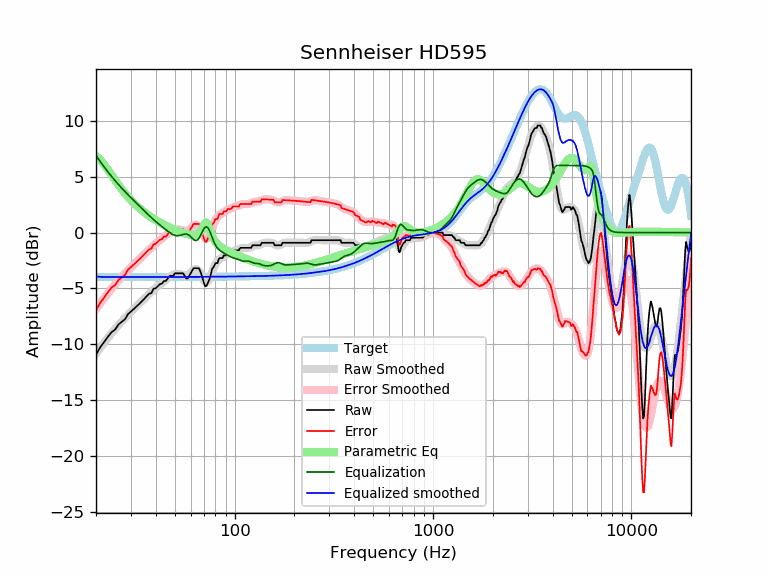 Sennheiser HD595
Amplitude (dBr)
10
5
0
−5
−10
−15
−20
−25
Target
Raw Smoothed
Error Smoothed
Raw
Error
Parametric Eq
Equalization
Equalized smoothed
100
1000
10000
Frequency (Hz)